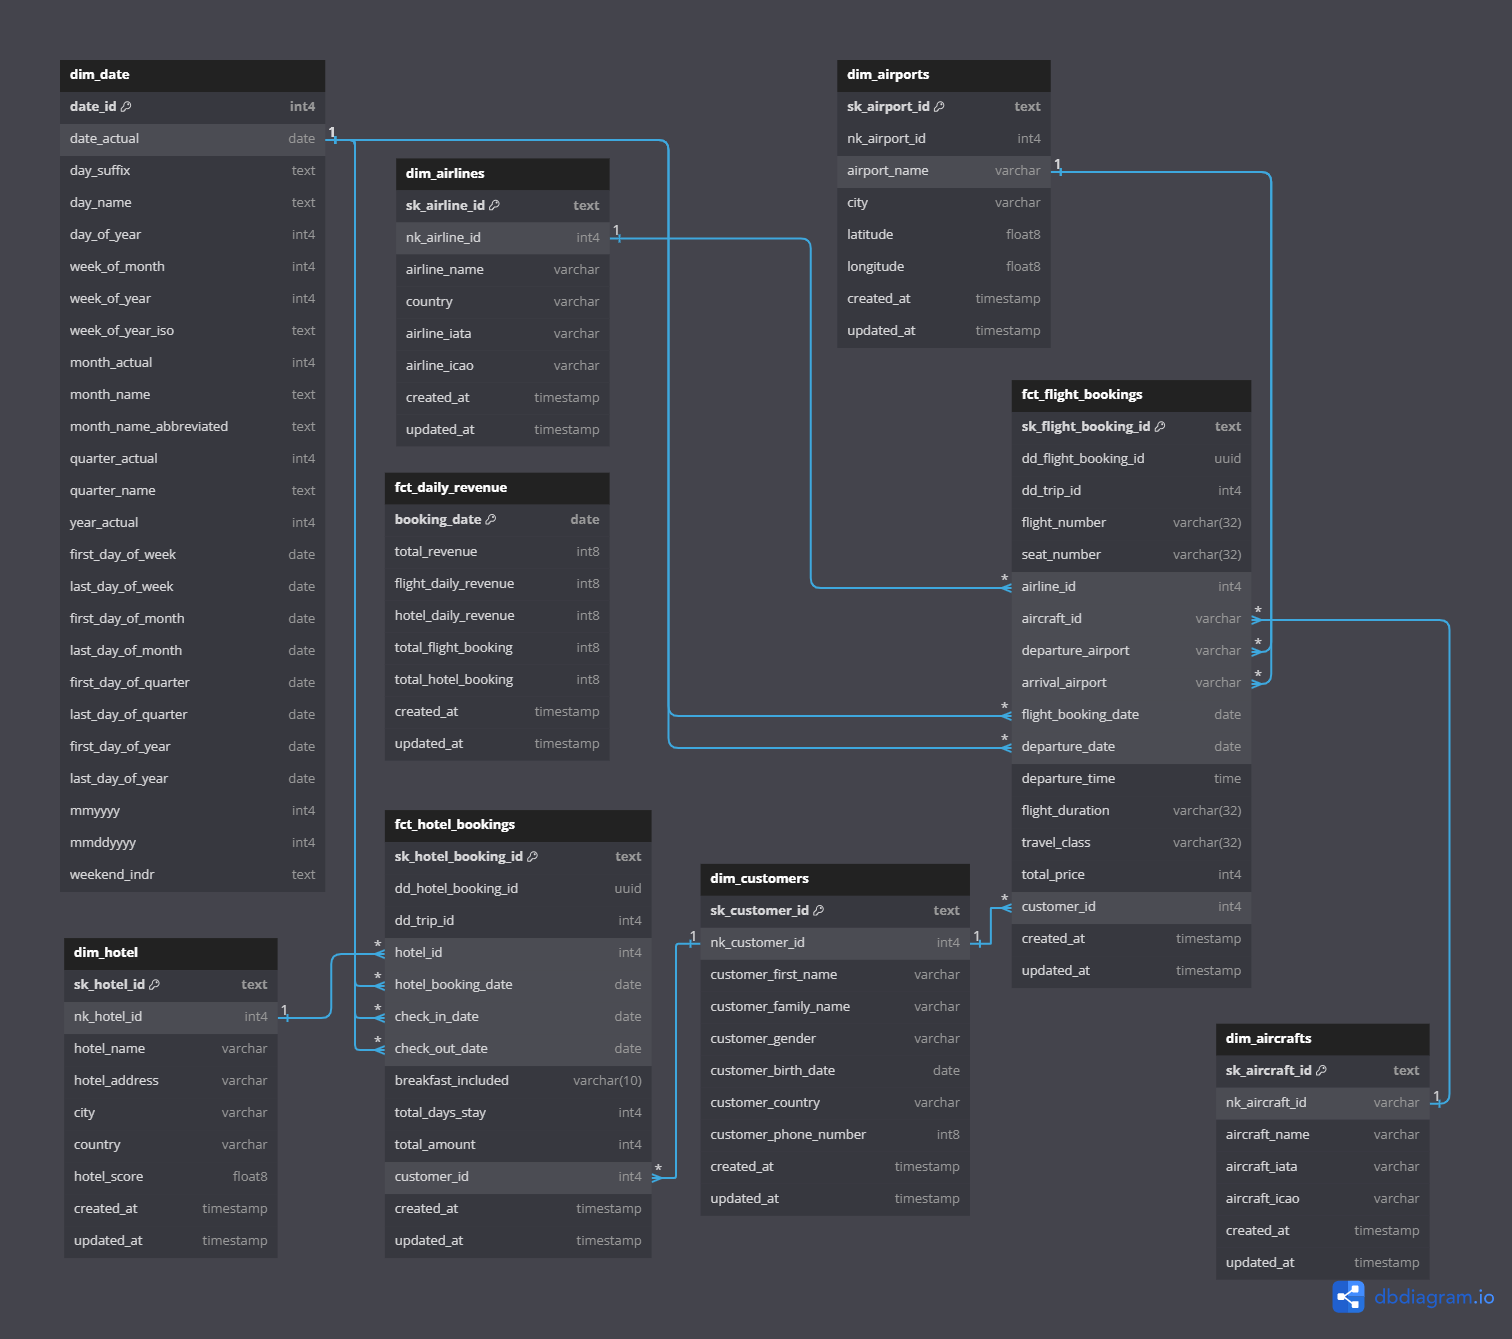 dim_date
date_id int4
date_actual date
day_suffix text
day_name text
day_of_year int4
week_of_month int4
week_of_year int4
week_of_year_iso text
month_actual int4
month_name text
month_name_abbreviated text
quarter_actual int4
quarter_name text
year_actual int4
first_day_of_week date
last_day_of_week date
first_day_of_month date
last_day_of_month date
first_day_of_quarter date
last_day_of_quarter date
first_day_of_year date
last_day_of_year date
mmyyyy int4
mmddyyyy int4
weekend_indr text
1
dim_airlines
sk_airline_id text
nk_airline_id int4
airline_name varchar
country varchar
airline_iata varchar
airline_icao varchar
created_at timestamp
updated_at timestamp
1
dim_airports
sk_airport_id text
nk_airport_id int4
airport_name varchar
city varchar
latitude float8
longitude float8
created_at timestamp
updated_at timestamp
1
fct_daily_revenue
booking_date date
total_revenue int8
flight_daily_revenue int8
hotel_daily_revenue int8
total_flight_booking int8
total_hotel_booking int8
created_at timestamp
updated_at timestamp
fct_flight_bookings
sk_flight_booking_id text
dd_flight_booking_id uuid
dd_trip_id int4
flight_number varchar(32)
seat_number varchar(32)
* airline_id int4
aircraft_id varchar *
departure_airport varchar *
arrival_airport varchar *
* flight_booking_date date
* departure_date date
departure_time time
flight_duration varchar(32)
travel_class varchar(32)
total_price int4
* customer_id int4
created_at timestamp
updated_at timestamp
dim_hotel
sk_hotel_id text
nk_hotel_id int4
hotel_name varchar
hotel_address varchar
city varchar
country varchar
hotel_score float8
created_at timestamp
updated_at timestamp
1
fct_hotel_bookings
sk_hotel_booking_id text
dd_hotel_booking_id uuid
dd_trip_id int4
* hotel_id int4
* hotel_booking_date date
* check_in_date date
* check_out_date date
breakfast_included varchar(10)
total_days_stay int4
total_amount int4
customer_id int4 *
created_at timestamp
updated_at timestamp
dim_customers
sk_customer_id text
1 nk_customer_id int4 1
customer_first_name varchar
customer_family_name varchar
customer_gender varchar
customer_birth_date date
customer_country varchar
customer_phone_number int8
created_at timestamp
updated_at timestamp
dim_aircrafts
sk_aircraft_id text
nk_aircraft_id varchar
aircraft_name varchar
aircraft_iata varchar
aircraft_icao varchar
created_at timestamp
updated_at timestamp
1
dbdiagram.io